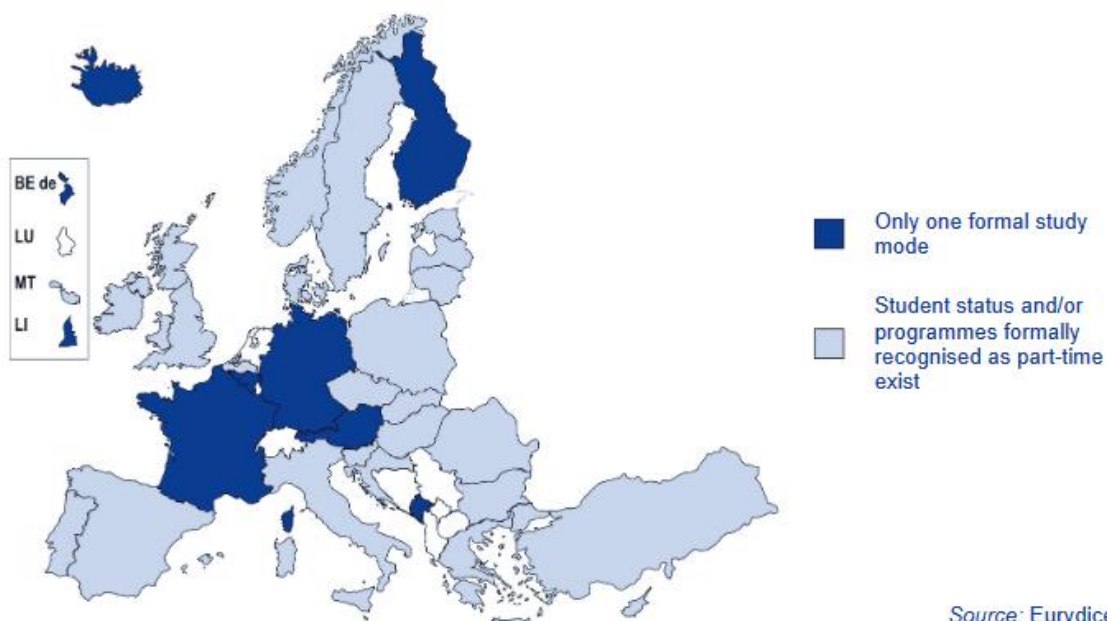 BE de
LU
MT
LI
Only one formal study
mode
Student status and/or
programmes formally
recognised as part-time
exist
Source: Eurydice